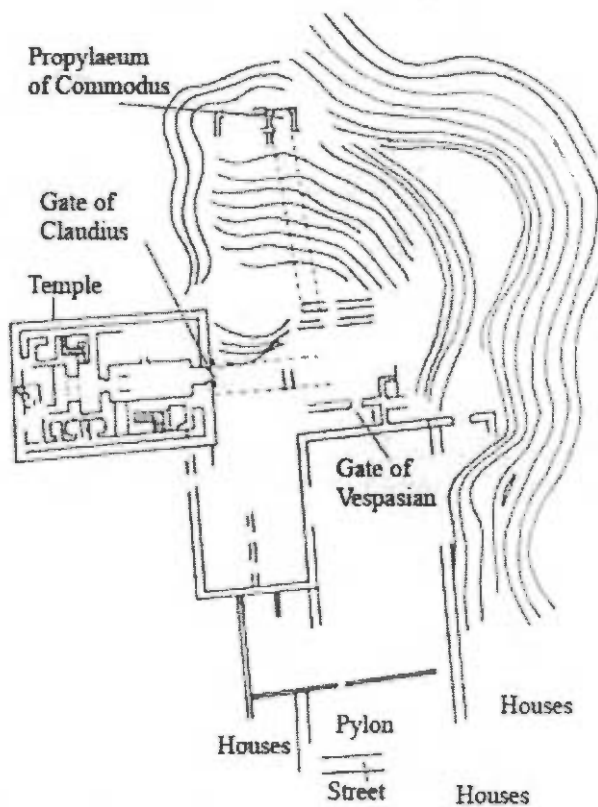 Propylaeum
of Commodus
Gate of
Claudius
Temple
Gate of
Vespasian
Houses
Pylon
Houses
Street
Houses